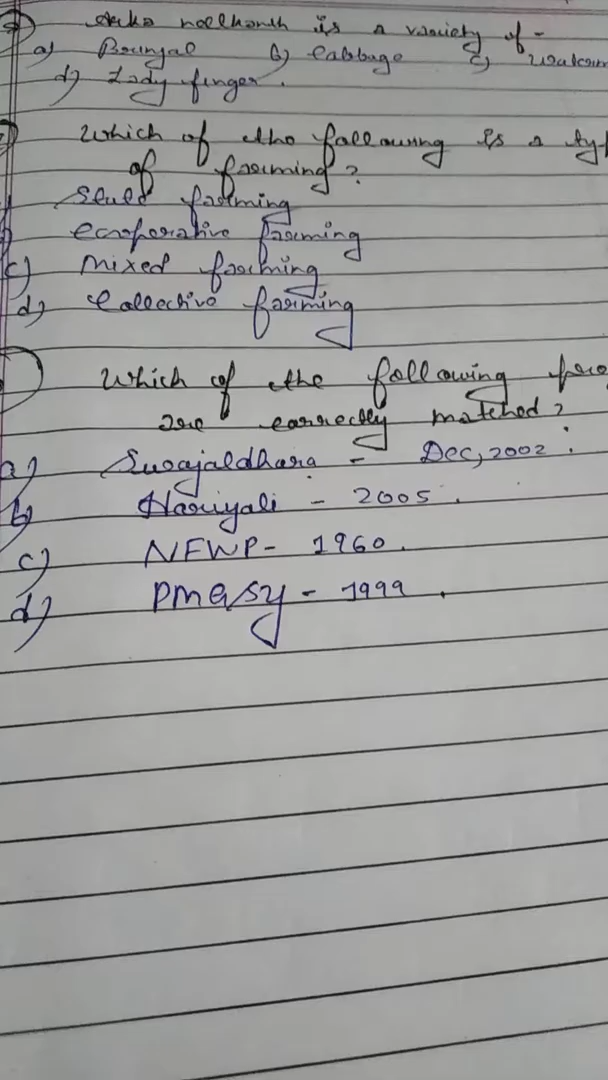 Arka neelkanth is a variety of -
a) Brinjal b) Cabbage c)
d) Lady finger.
Which of the following is a
of farming?
farming
cooperative farming
c) Mixed farming
d) Collective farming
Which of the following
are correctly matched?
a) Swajaldhara - Dec, 2002.
b) Hariyali - 2005.
c) NFWP - 1960.
d) PMGSY - 1999.